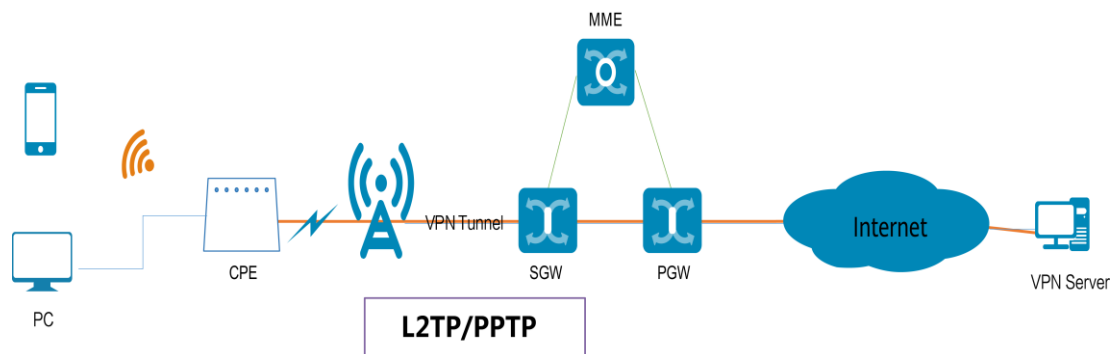 MME
VPN Tunnel
Internet
CPE
SGW
PGW
VPN Server
PC
L2TP/PPTP